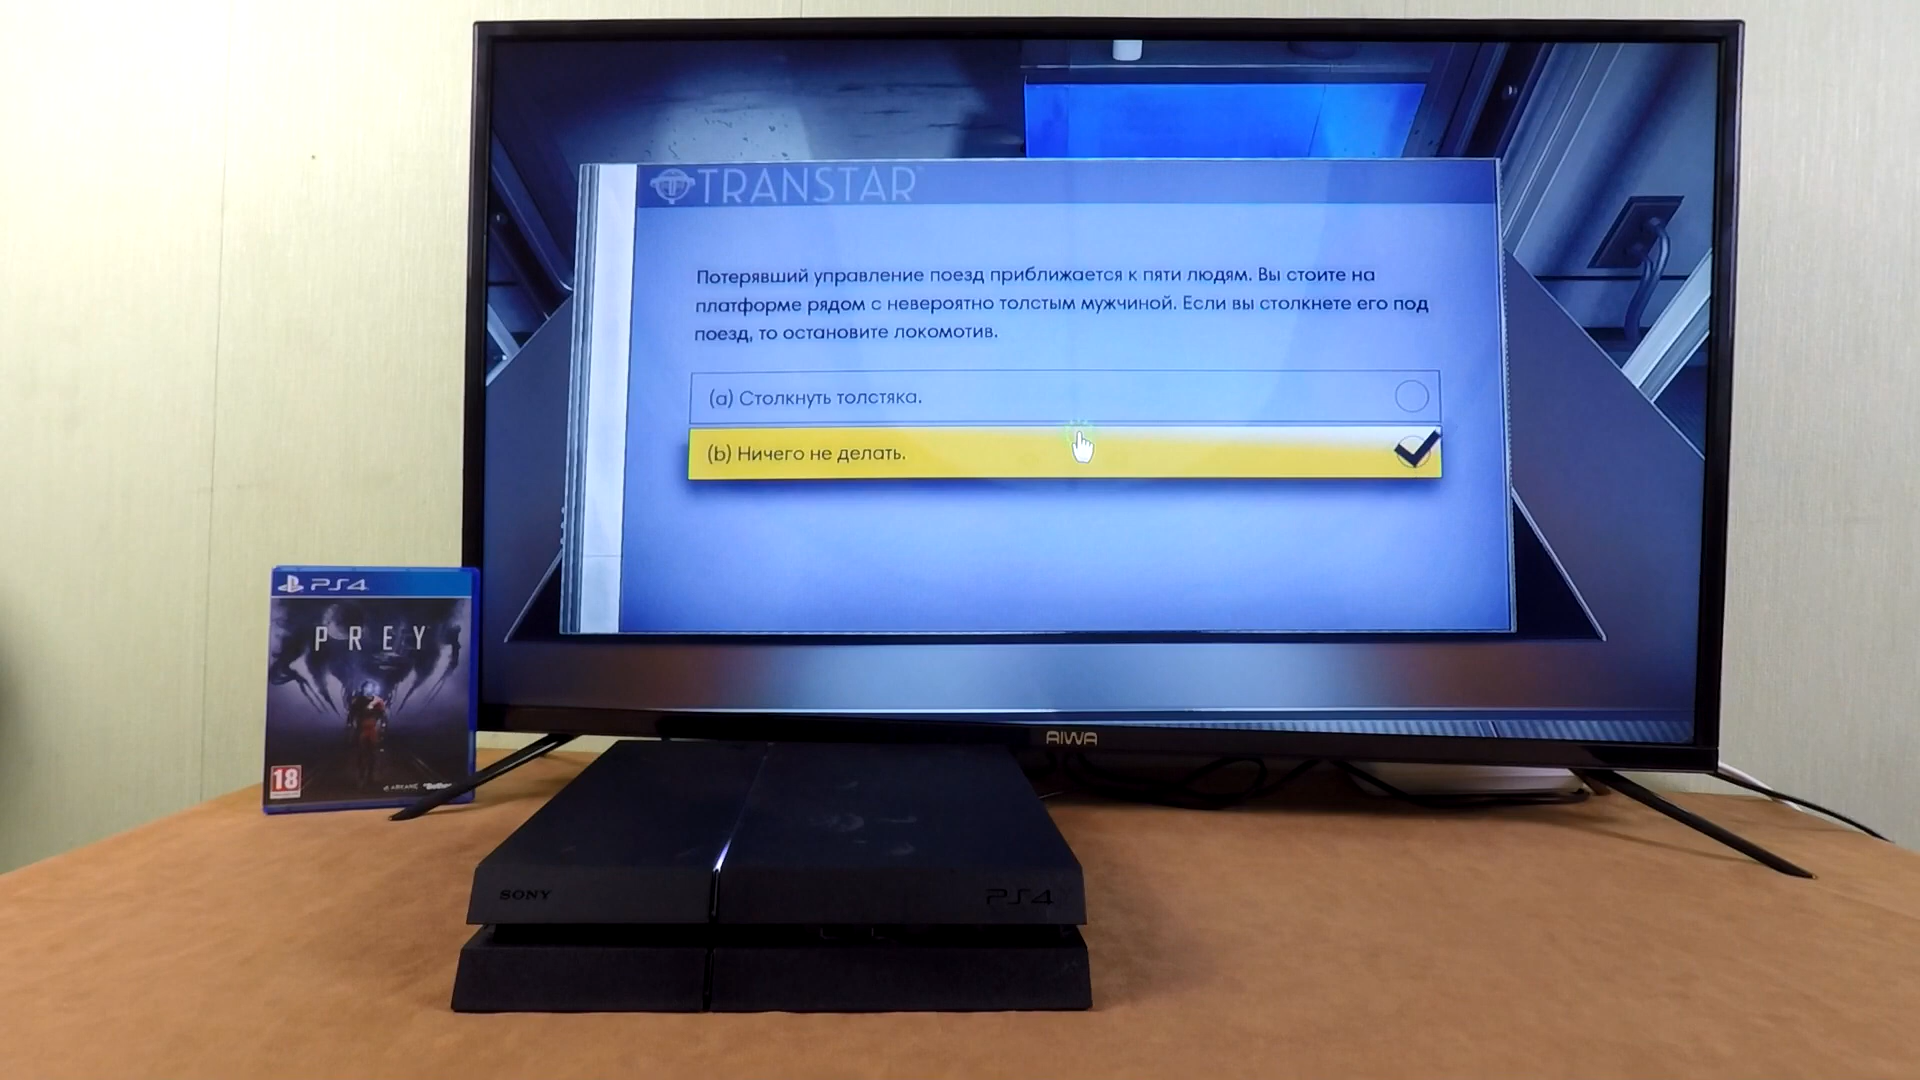 TRANSTAR
Потерявший управление поезд приближается к пяти людям. Вы стоите на
платформе рядом с невероятно толстым мужчиной. Если вы столкнете его под
поезд, то остановите локомотив.
(a) Столкнуть толстяка.
(b) Ничего не делать.
PS4
PREY
18
ARKANE
AIWA
SONY
PS4